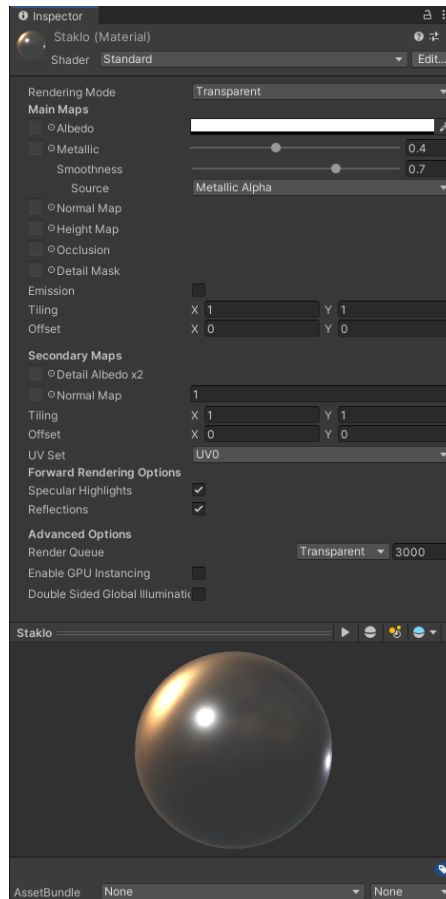 Inspector
Staklo (Material)
Shader Standard Edit...
Rendering Mode Transparent
Main Maps
Albedo
Metallic 0.4
Smoothness 0.7
Source Metallic Alpha
Normal Map
Height Map
Occlusion
Detail Mask
Emission
Tiling X 1 Y 1
Offset X 0 Y 0
Secondary Maps
Detail Albedo x2
Normal Map 1
Tiling X 1 Y 1
Offset X 0 Y 0
UV Set UV0
Forward Rendering Options
Specular Highlights
Reflections
Advanced Options
Render Queue Transparent 3000
Enable GPU Instancing
Double Sided Global Illuminatic
Staklo
AssetBundle None None